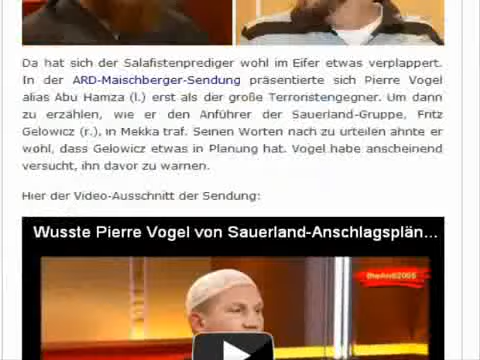 Da hat sich der Salafistenprediger wohl im Eifer etwas verplappert.
In der ARD-Maischberger-Sendung präsentierte sich Pierre Vogel
alias Abu Hamza (l.) erst als der große Terroristengegner. Um dann
zu erzählen, wie er den Anführer der Sauerland-Gruppe, Fritz
Gelowicz (r.), in Mekka traf. Seinen Worten nach zu urteilen ahnte er
wohl, dass Gelowicz etwas in Planung hat. Vogel habe anscheinend
versucht, ihn davor zu warnen.
Hier der Video-Ausschnitt der Sendung:
Wusste Pierre Vogel von Sauerland-Anschlagsplän...
theAnti2005